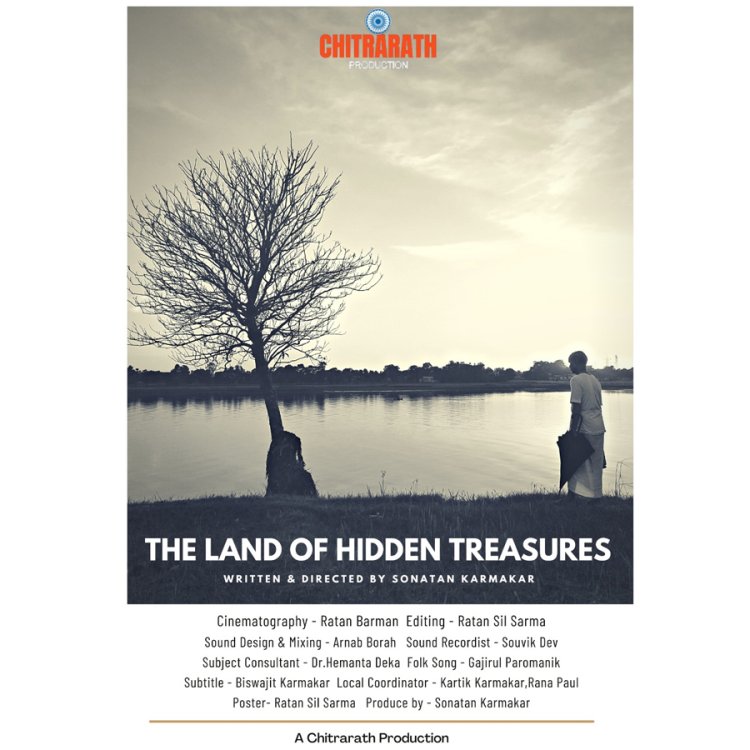 CHITRARATH
PRODUCTION
THE LAND OF HIDDEN TREASURES
WRITTEN & DIRECTED BY SONATAN KARMAKAR
Cinematography - Ratan Barman  Editing - Ratan Sil Sarma
Sound Design & Mixing - Arnab Borah  Sound Recordist - Souvik Dev
Subject Consultant - Dr.Hemanta Deka  Folk Song - Gajirul Paromanik
Subtitle - Biswajit Karmakar  Local Coordinator - Kartik Karmakar,Rana Paul
Poster- Ratan Sil Sarma  Produce by - Sonatan Karmakar
A Chitrarath Production